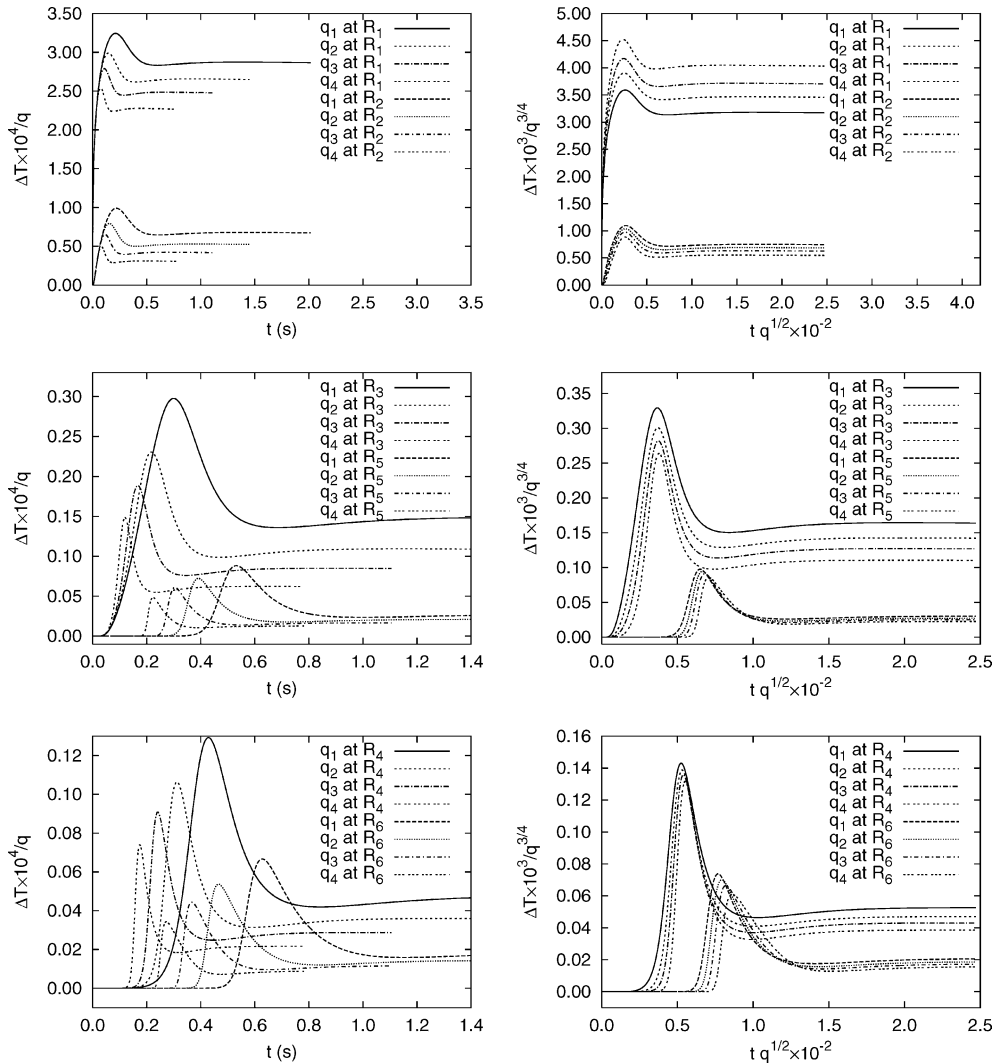 ΔT×10⁴/q
3.50
3.00
2.50
2.00
1.50
1.00
0.50
0.00
0.0 0.5 1.0 1.5 2.0 2.5 3.0 3.5
t (s)
q₁ at R₁
q₂ at R₁
q₃ at R₁
q₄ at R₁
q₁ at R₂
q₂ at R₂
q₃ at R₂
q₄ at R₂
ΔT×10³/q^{3/4}
5.00
4.50
4.00
3.50
3.00
2.50
2.00
1.50
1.00
0.50
0.00
0.0 0.5 1.0 1.5 2.0 2.5 3.0 3.5 4.0
t q^{1/2}×10⁻²
q₁ at R₁
q₂ at R₁
q₃ at R₁
q₄ at R₁
q₁ at R₂
q₂ at R₂
q₃ at R₂
q₄ at R₂
ΔT×10⁴/q
0.30
0.25
0.20
0.15
0.10
0.05
0.00
0.0 0.2 0.4 0.6 0.8 1.0 1.2 1.4
t (s)
q₁ at R₃
q₂ at R₃
q₃ at R₃
q₄ at R₃
q₁ at R₅
q₂ at R₅
q₃ at R₅
q₄ at R₅
ΔT×10³/q^{3/4}
0.35
0.30
0.25
0.20
0.15
0.10
0.05
0.00
0.0 0.5 1.0 1.5 2.0 2.5
t q^{1/2}×10⁻²
q₁ at R₃
q₂ at R₃
q₃ at R₃
q₄ at R₃
q₁ at R₅
q₂ at R₅
q₃ at R₅
q₄ at R₅
ΔT×10⁴/q
0.12
0.10
0.08
0.06
0.04
0.02
0.00
0.0 0.2 0.4 0.6 0.8 1.0 1.2 1.4
t (s)
q₁ at R₄
q₂ at R₄
q₃ at R₄
q₄ at R₄
q₁ at R₆
q₂ at R₆
q₃ at R₆
q₄ at R₆
ΔT×10³/q^{3/4}
0.16
0.14
0.12
0.10
0.08
0.06
0.04
0.02
0.00
0.0 0.5 1.0 1.5 2.0 2.5
t q^{1/2}×10⁻²
q₁ at R₄
q₂ at R₄
q₃ at R₄
q₄ at R₄
q₁ at R₆
q₂ at R₆
q₃ at R₆
q₄ at R₆